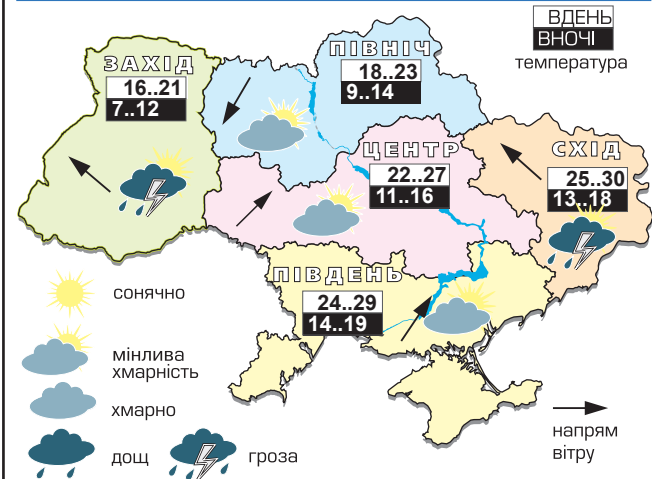 ВДЕНЬ
ВНОЧІ
температура
ЗАХІД
16..21
7..12
ПІВНІЧ
18..23
9..14
ЦЕНТР
22..27
11..16
СХІД
25..30
13..18
ПІВДЕНЬ
24..29
14..19
сонячно
мінлива
хмарність
хмарно
дощ
гроза
напрям
вітру